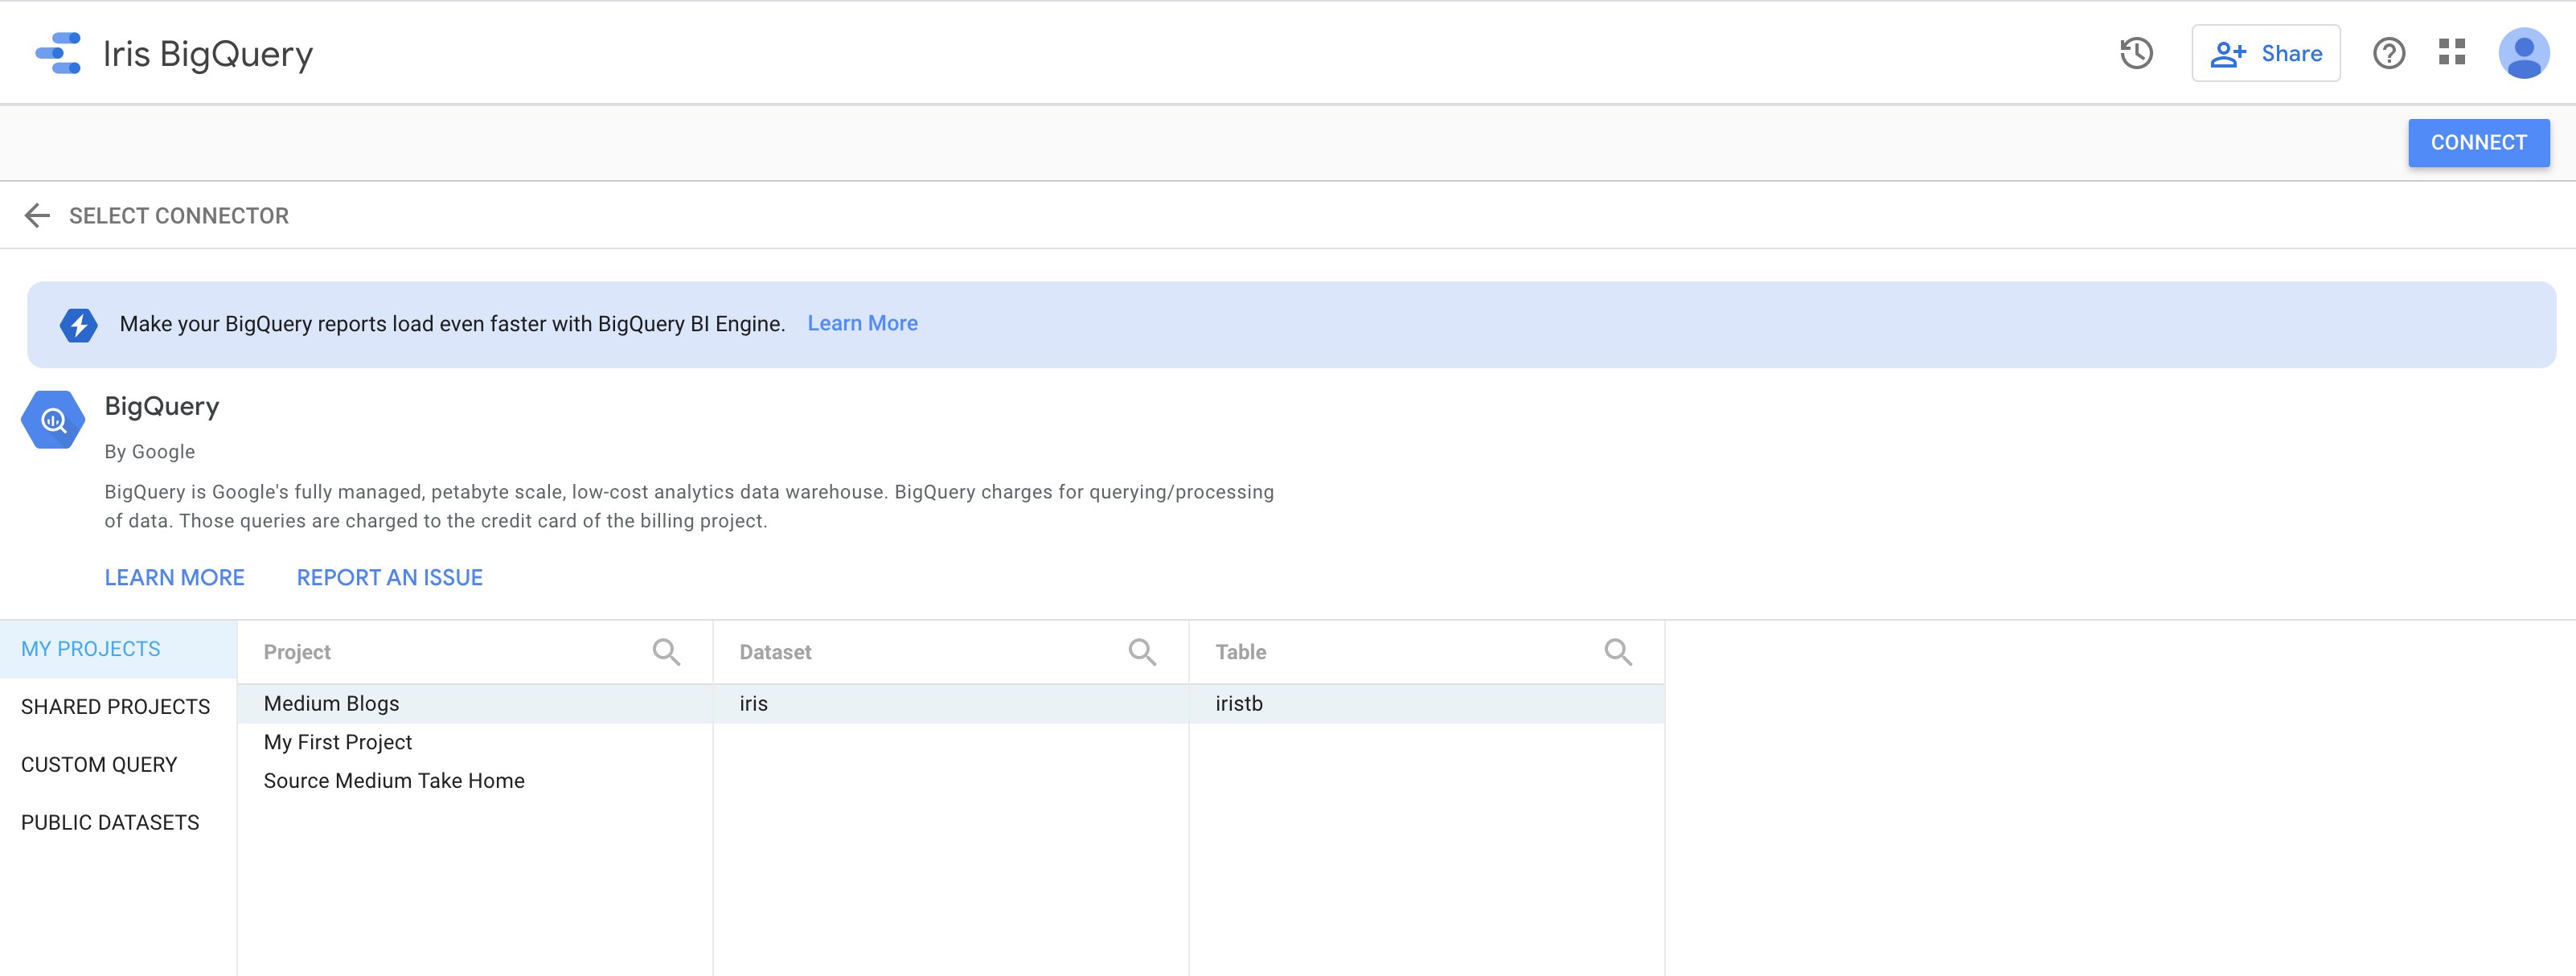 Iris BigQuery
Share
CONNECT
SELECT CONNECTOR
Make your BigQuery reports load even faster with BigQuery BI Engine. Learn More
BigQuery
By Google
BigQuery is Google's fully managed, petabyte scale, low-cost analytics data warehouse. BigQuery charges for querying/processing
of data. Those queries are charged to the credit card of the billing project.
LEARN MORE REPORT AN ISSUE
MY PROJECTS
SHARED PROJECTS
CUSTOM QUERY
PUBLIC DATASETS
Project
Medium Blogs
My First Project
Source Medium Take Home
Dataset
iris
Table
iristb